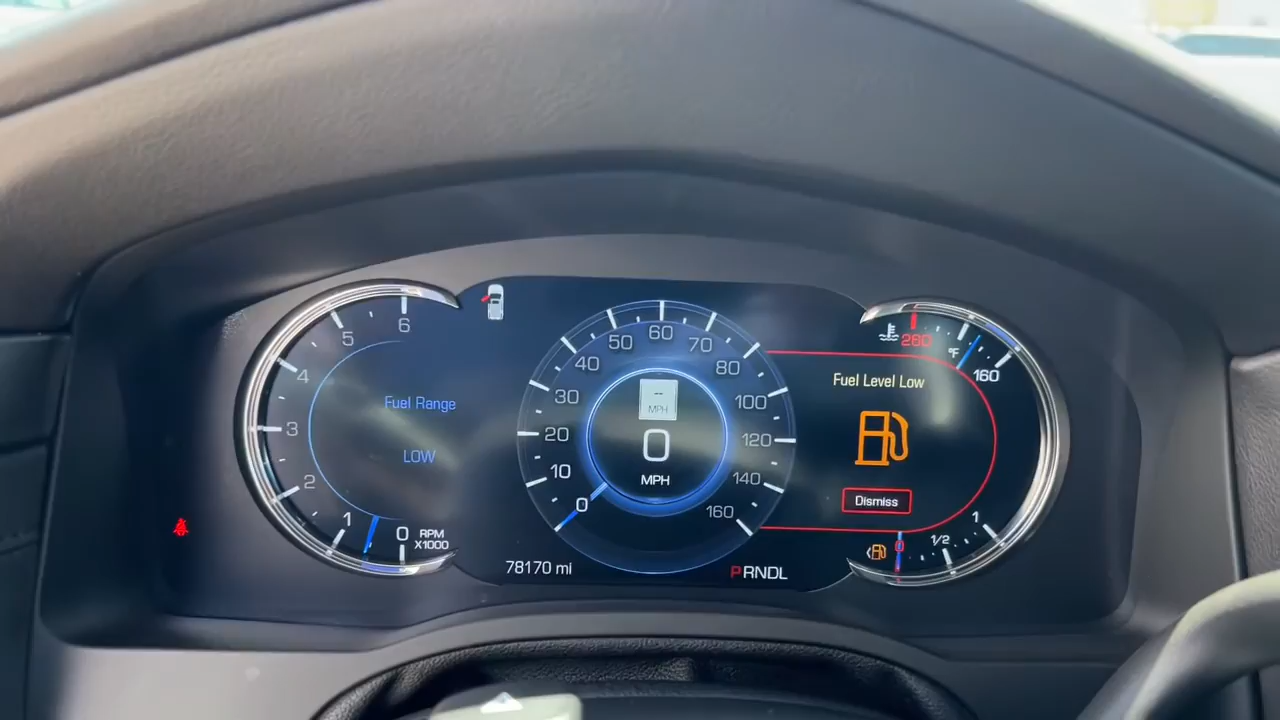 6
5
4
3
2
1
0
RPM
X1000
Fuel Range
LOW
0
10
20
30
40
50
60
70
80
100
120
140
160
--
MPH
0
MPH
78170 mi
PRNDL
260
°F
160
Fuel Level Low
Dismiss
0
1/2
1